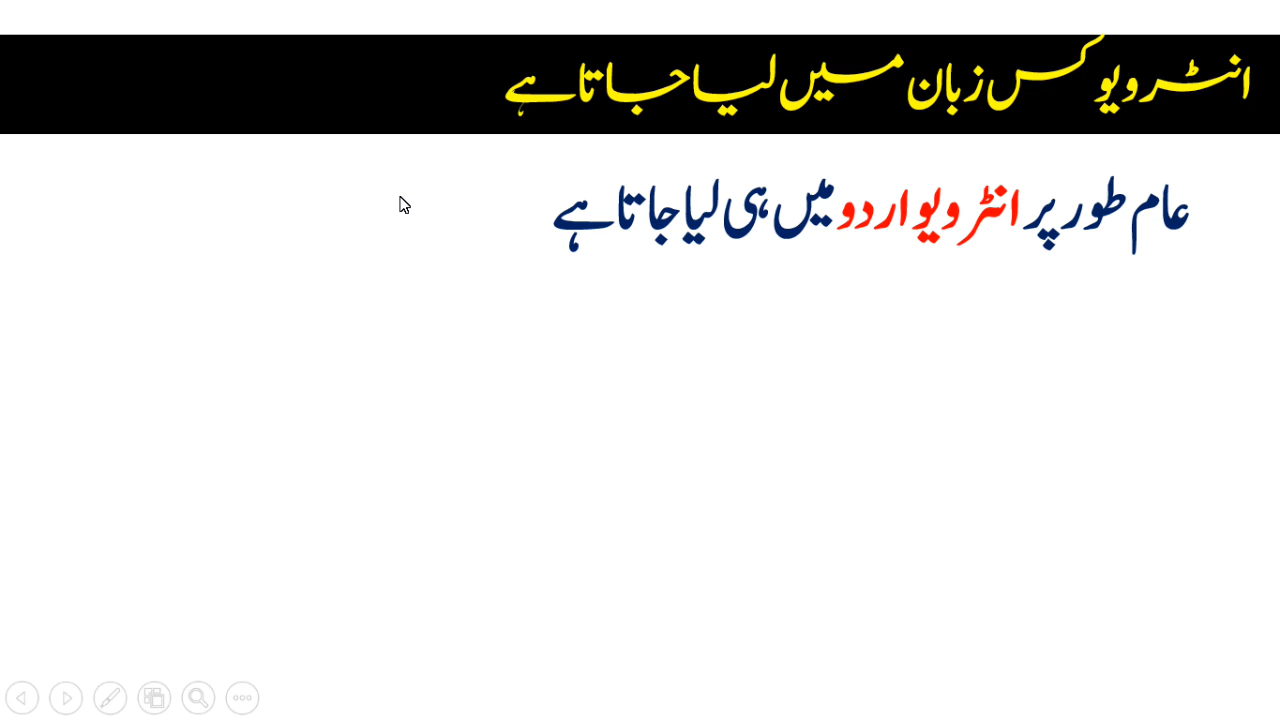 انٹرویو کس زبان میں لیا جاتا ہے
عام طور پر انٹرویو اردو میں ہی لیا جاتا ہے